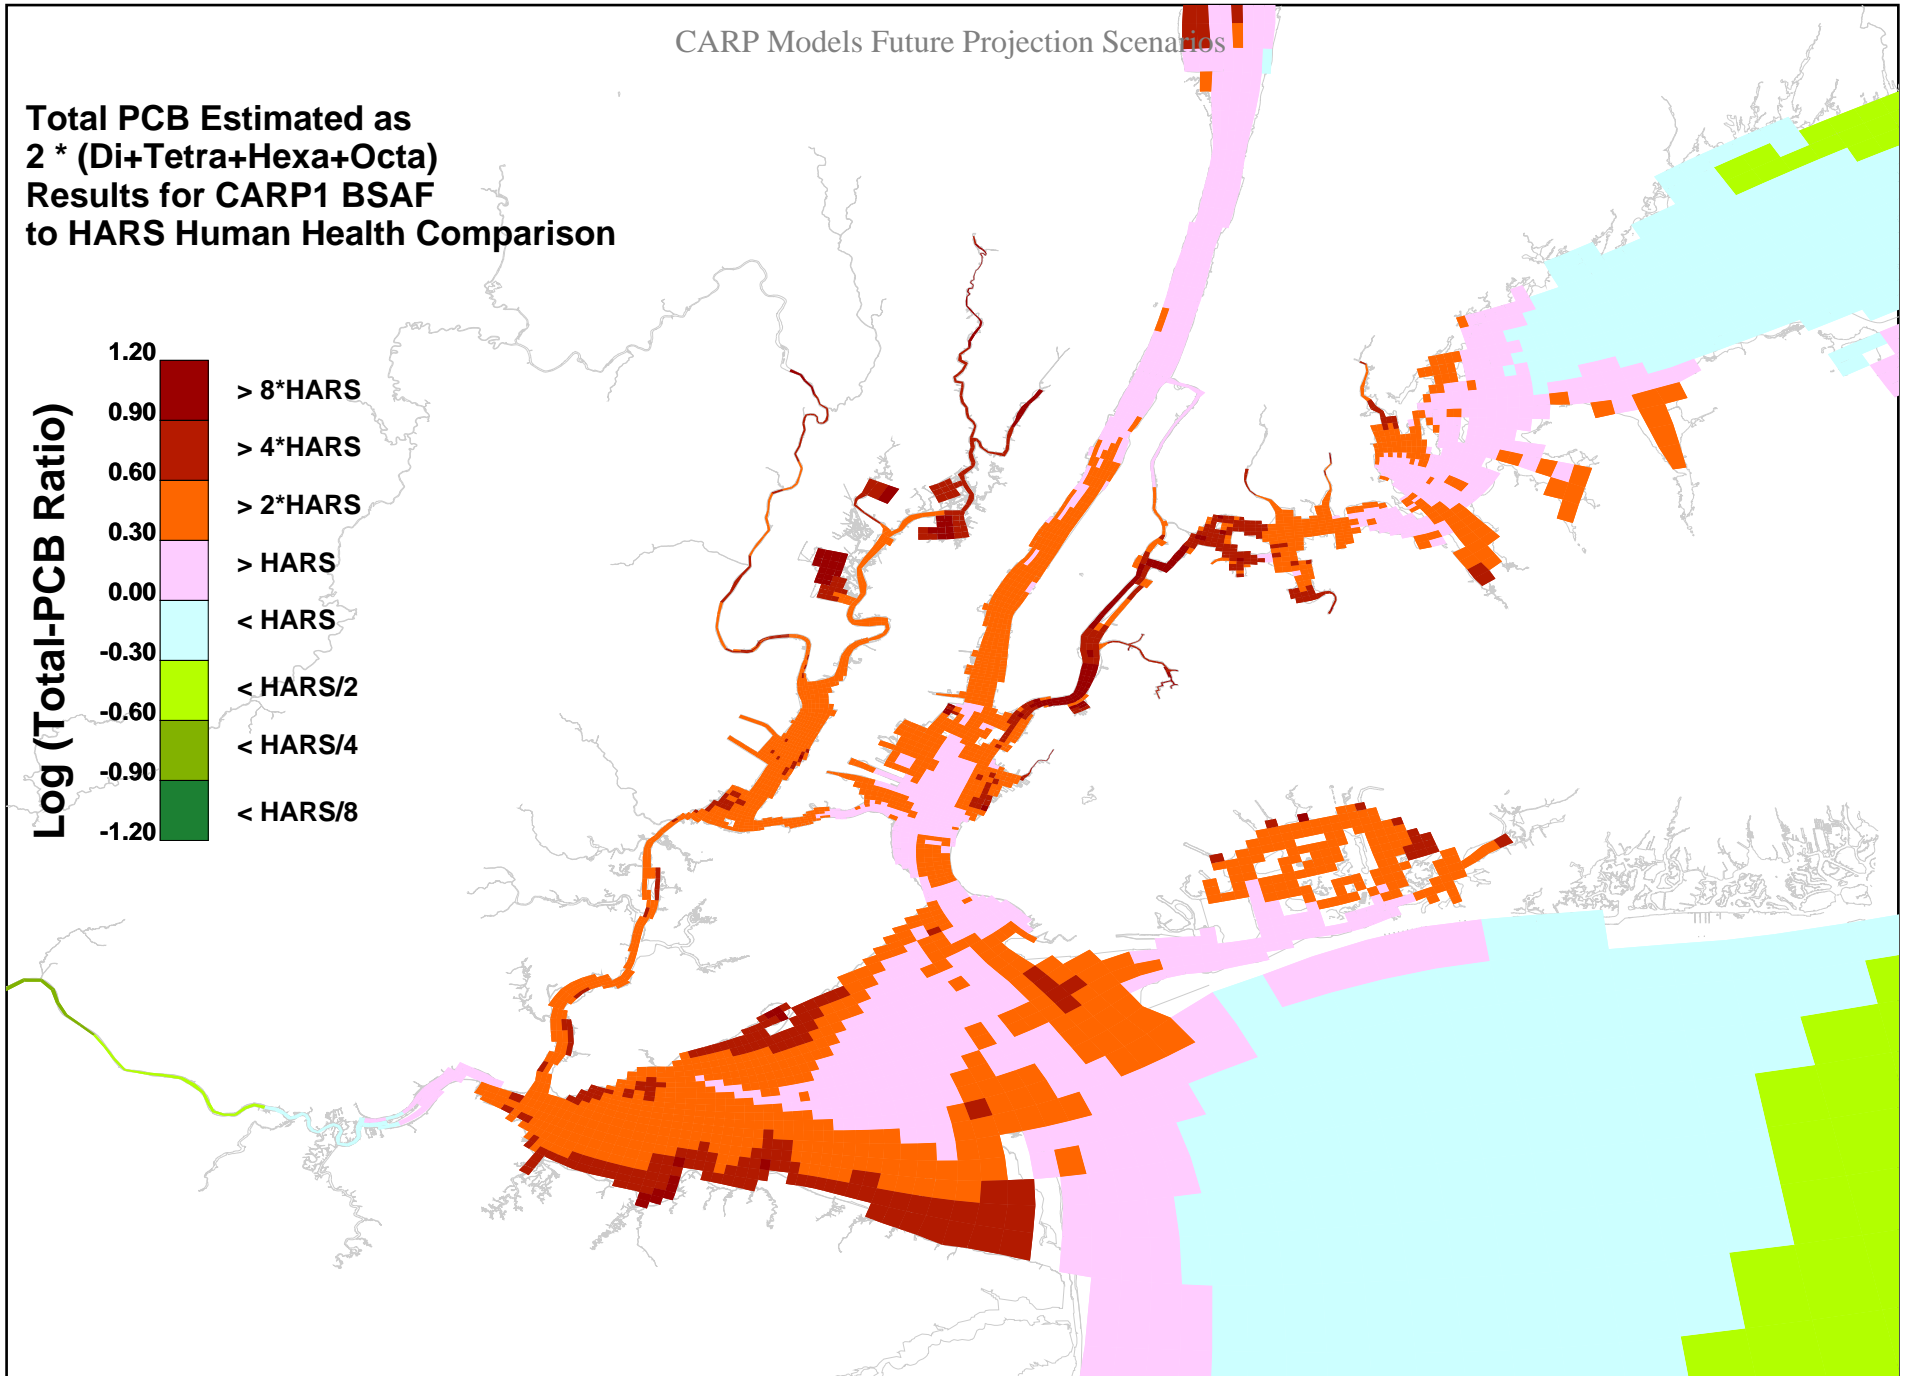 CARP Models Future Projection Scenarios
Total PCB Estimated as
2 * (Di+Tetra+Hexa+Octa)
Results for CARP1 BSAF
to HARS Human Health Comparison
Log (Total-PCB Ratio)
1.20
> 8*HARS
0.90
> 4*HARS
0.60
> 2*HARS
0.30
> HARS
0.00
< HARS
-0.30
< HARS/2
-0.60
< HARS/4
-0.90
< HARS/8
-1.20